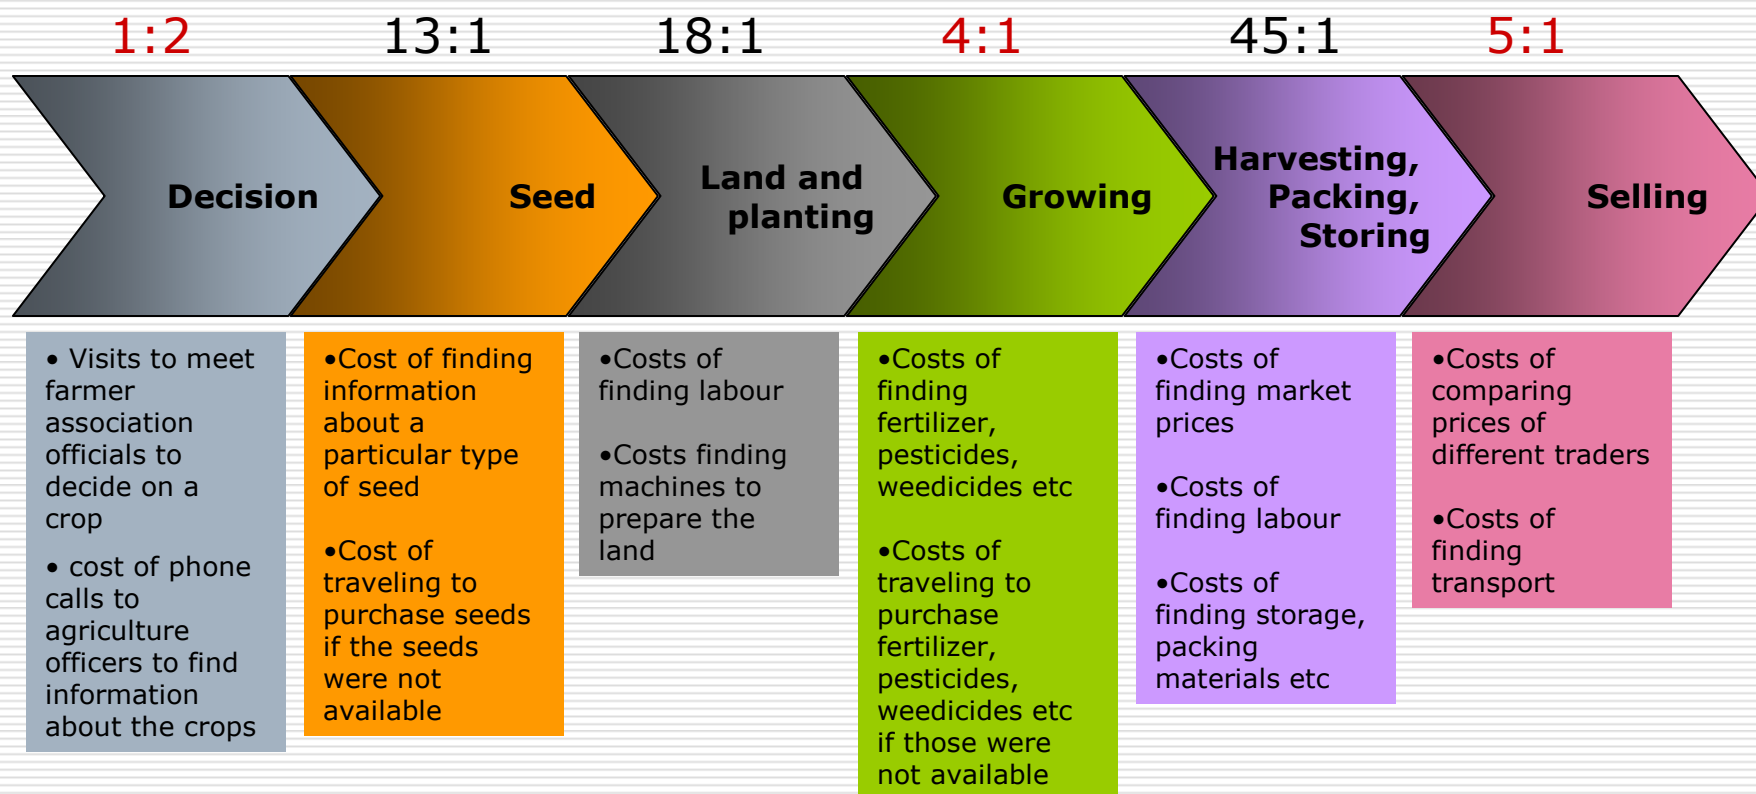 1:2
13:1
18:1
4:1
45:1
5:1
Decision
Seed
Land and
planting
Growing
Harvesting,
Packing,
Storing
Selling
• Visits to meet
farmer
association
officials to
decide on a
crop
• cost of phone
calls to
agriculture
officers to find
information
about the crops
•Cost of finding
information
about a
particular type
of seed
•Cost of
traveling to
purchase seeds
if the seeds
were not
available
•Costs of
finding labour
•Costs finding
machines to
prepare the
land
•Costs of
finding
fertilizer,
pesticides,
weedicides etc
•Costs of
traveling to
purchase
fertilizer,
pesticides,
weedicides etc
if those were
not available
•Costs of
finding market
prices
•Costs of
finding labour
•Costs of
finding storage,
packing
materials etc
•Costs of
comparing
prices of
different traders
•Costs of
finding
transport